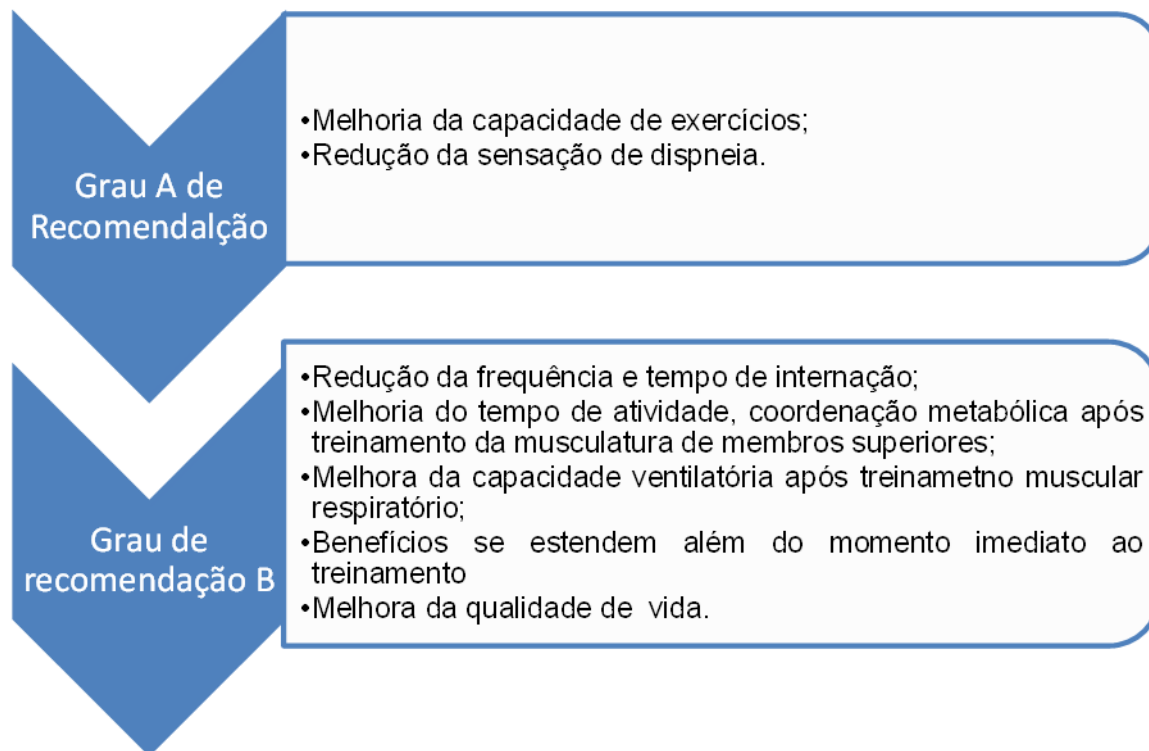 Grau A de
Recomendalção
•Melhoria da capacidade de exercícios;
•Redução da sensação de dispneia.
Grau de
recomendação B
•Redução da frequência e tempo de internação;
•Melhoria do tempo de atividade, coordenação metabólica após
treinamento da musculatura de membros superiores;
•Melhora da capacidade ventilatória após treinametno muscular
respiratório;
•Benefícios se estendem além do momento imediato ao
treinamento
•Melhora da qualidade de vida.